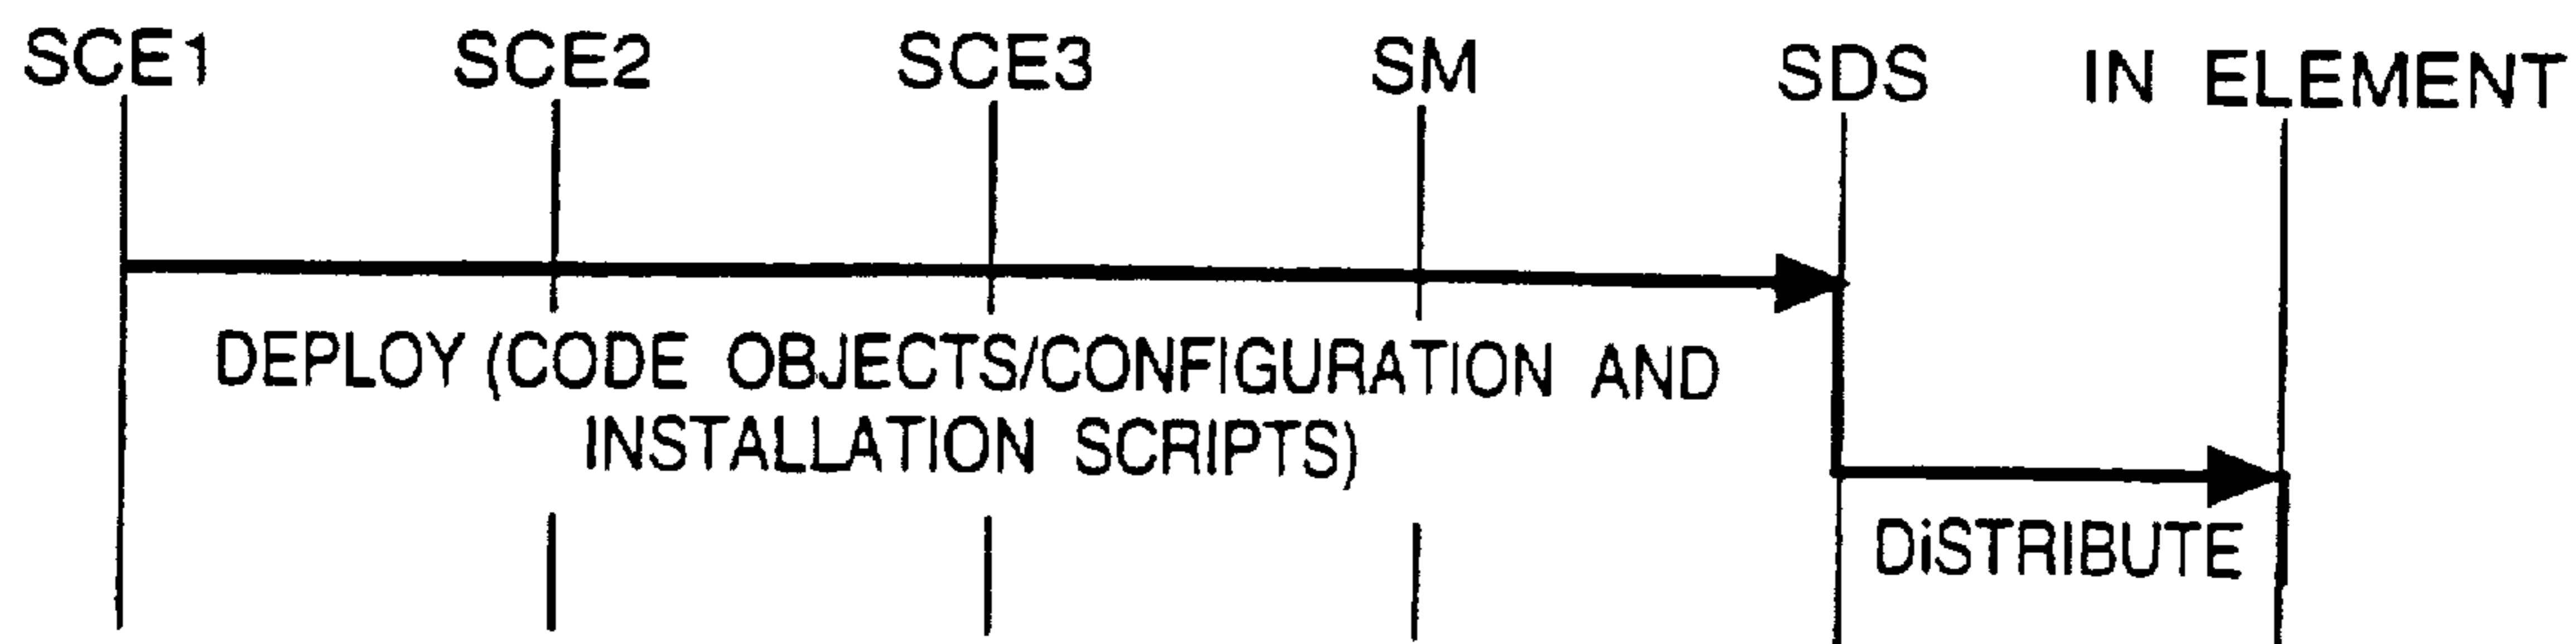 SCE1 SCE2 SCE3 SM SDS IN ELEMENT
DEPLOY (CODE OBJECTS/CONFIGURATION AND
INSTALLATION SCRIPTS)
DiSTRIBUTE